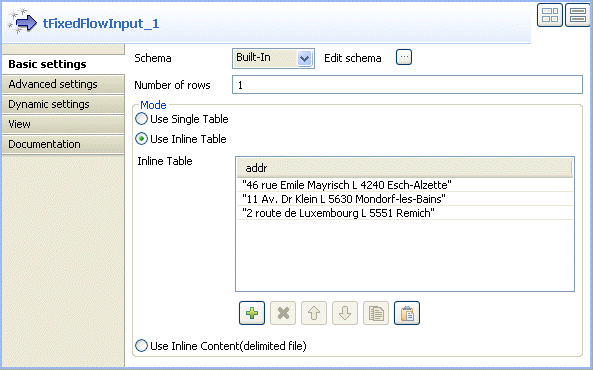 tFixedFlowInput_1
Basic settings
Advanced settings
Dynamic settings
View
Documentation
Schema Built-In Edit schema ...
Number of rows 1
Mode
Use Single Table
Use Inline Table
Inline Table
addr
"46 rue Emile Mayrisch L 4240 Esch-Alzette"
"11 Av. Dr Klein L 5630 Mondorf-les-Bains"
"2 route de Luxembourg L 5551 Remich"
Use Inline Content(delimited file)